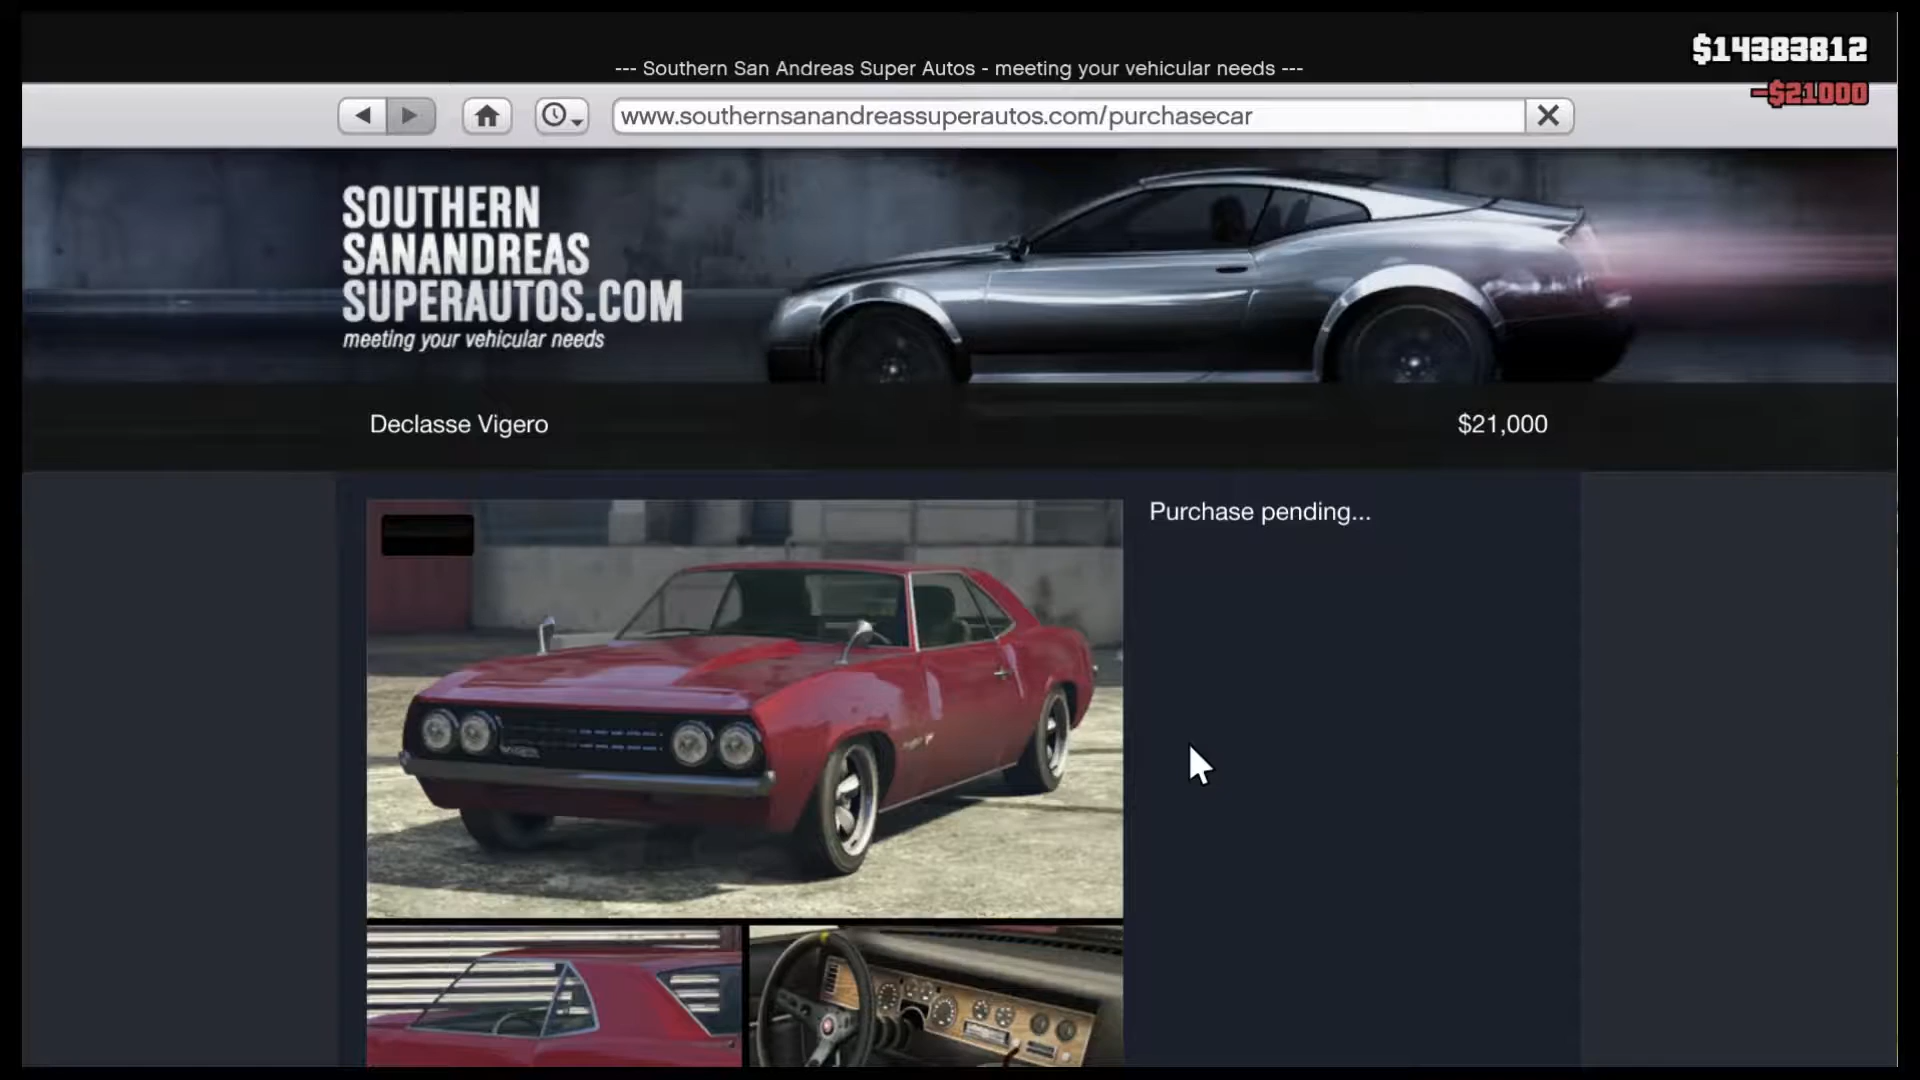 $14383812
--- Southern San Andreas Super Autos - meeting your vehicular needs ---
-$21000
www.southernsanandreassuperautos.com/purchasecar
SOUTHERN
SANANDREAS
SUPERAUTOS.COM
meeting your vehicular needs
Declasse Vigero
$21,000
Purchase pending...